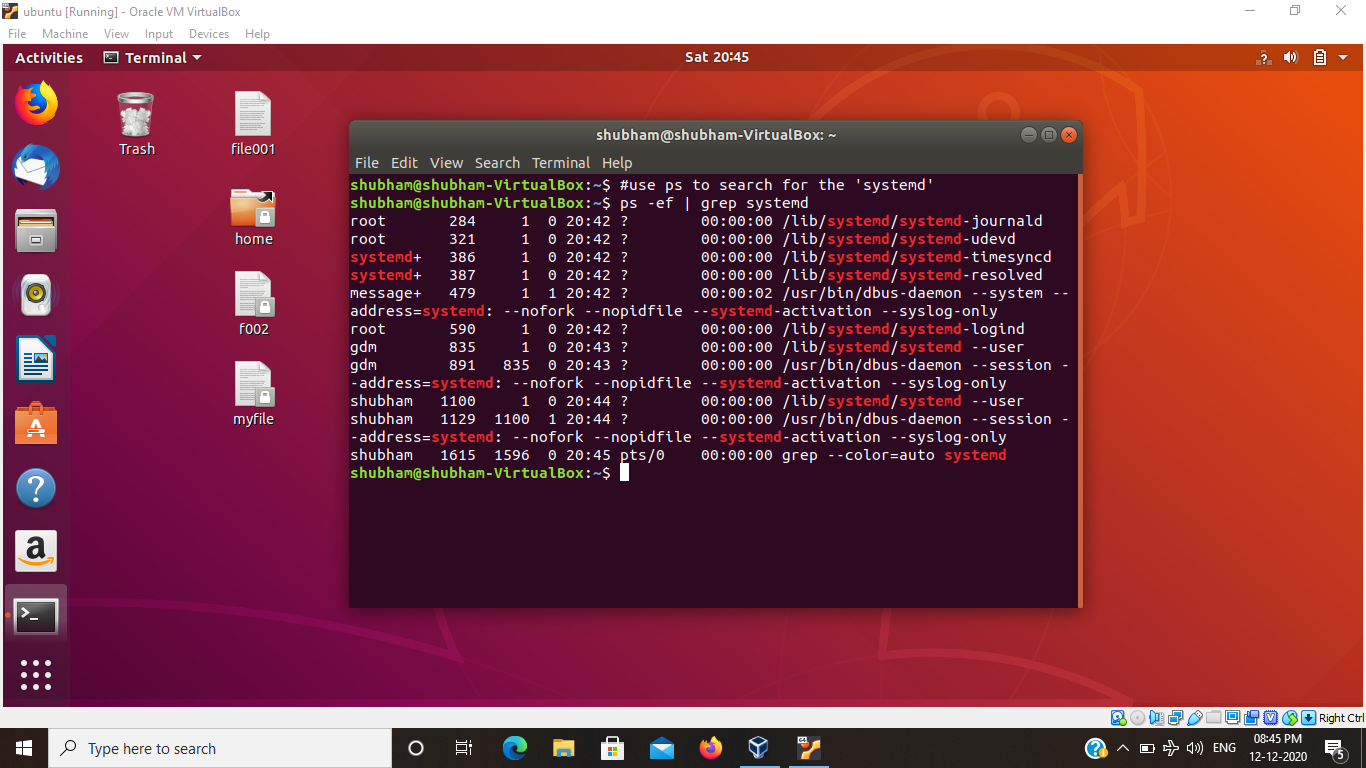 ubuntu [Running] - Oracle VM VirtualBox
File Machine View Input Devices Help
Activities Terminal Sat 20:45
Trash file001
home
f002
myfile
shubham@shubham-VirtualBox: ~
File Edit View Search Terminal Help
shubham@shubham-VirtualBox:~$ #use ps to search for the 'systemd'
shubham@shubham-VirtualBox:~$ ps -ef | grep systemd
root       284     1  0 20:42 ?        00:00:00 /lib/systemd/systemd-journald
root       321     1  0 20:42 ?        00:00:00 /lib/systemd/systemd-udevd
systemd+   386     1  0 20:42 ?        00:00:00 /lib/systemd/systemd-timesyncd
systemd+   387     1  0 20:42 ?        00:00:00 /lib/systemd/systemd-resolved
message+   479     1  1 20:42 ?        00:00:02 /usr/bin/dbus-daemon --system --
address=systemd: --nofork --nopidfile --systemd-activation --syslog-only
root       590     1  0 20:42 ?        00:00:00 /lib/systemd/systemd-logind
gdm        835     1  0 20:43 ?        00:00:00 /lib/systemd/systemd --user
gdm        891   835  0 20:43 ?        00:00:00 /usr/bin/dbus-daemon --session -
-address=systemd: --nofork --nopidfile --systemd-activation --syslog-only
shubham   1100     1  0 20:44 ?        00:00:00 /lib/systemd/systemd --user
shubham   1129  1100  1 20:44 ?        00:00:00 /usr/bin/dbus-daemon --session -
-address=systemd: --nofork --nopidfile --systemd-activation --syslog-only
shubham   1615  1596  0 20:45 pts/0    00:00:00 grep --color=auto systemd
shubham@shubham-VirtualBox:~$
Right Ctrl
Type here to search
ENG
08:45 PM
12-12-2020
5